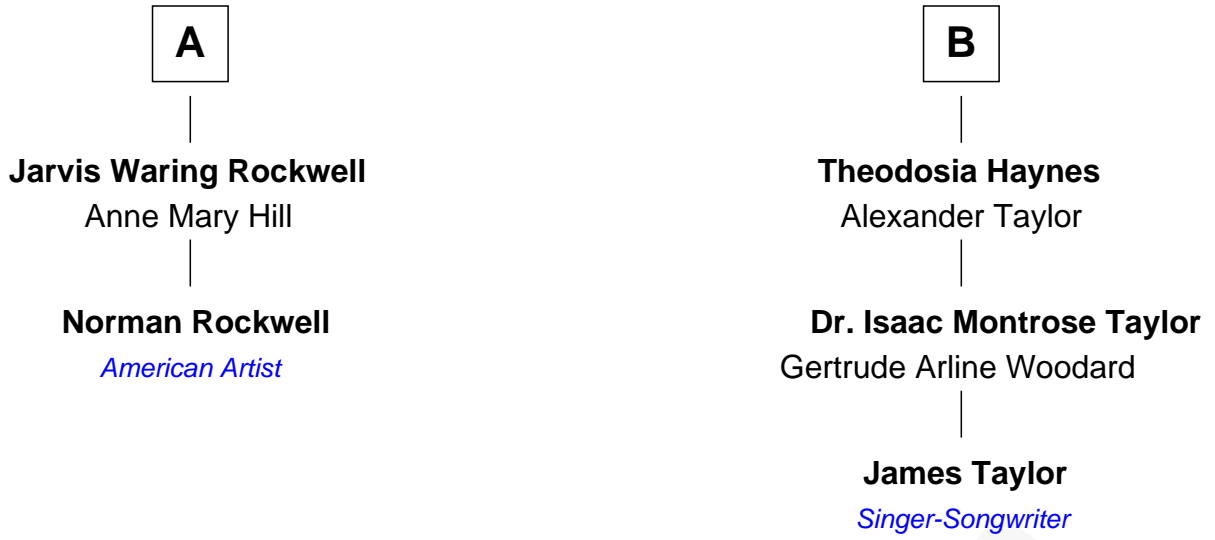 A
Jarvis Waring Rockwell
Anne Mary Hill
Norman Rockwell
American Artist
B
Theodosia Haynes
Alexander Taylor
Dr. Isaac Montrose Taylor
Gertrude Arline Woodard
James Taylor
Singer-Songwriter